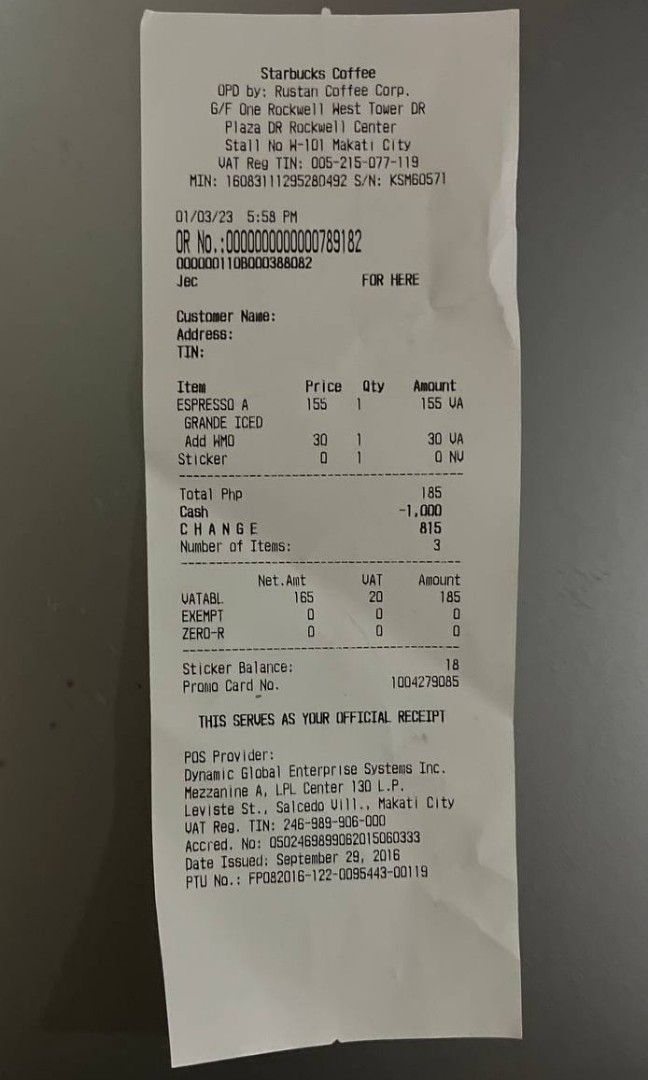 Starbucks Coffee
OPD by: Rustan Coffee Corp.
G/F One Rockwell West Tower DR
Plaza DR Rockwell Center
Stall No W-101 Makati City
VAT Reg TIN: 005-215-077-119
MIN: 16083111295280492 S/N: KSM60571
01/03/23 5:58 PM
OR No.:0000000000000789182
000000110B000388082
Jec FOR HERE
Customer Name:
Address:
TIN:
Item Price Qty Amount
ESPRESSO A 155 1 155 VA
GRANDE ICED
Add WMO 30 1 30 VA
Sticker 0 1 0 NV
Total Php 185
Cash -1,000
C H A N G E 815
Number of Items: 3
Net.Amt VAT Amount
VATABL 165 20 185
EXEMPT 0 0 0
ZERO-R 0 0 0
Sticker Balance: 18
Promo Card No. 1004279085
THIS SERVES AS YOUR OFFICIAL RECEIPT
POS Provider:
Dynamic Global Enterprise Systems Inc.
Mezzanine A, LPL Center 130 L.P.
Leviste St., Salcedo Vill., Makati City
VAT Reg. TIN: 246-989-906-000
Accred. No: 0502469899062015060333
Date Issued: September 29, 2016
PTU No.: FP082016-122-0095443-00119